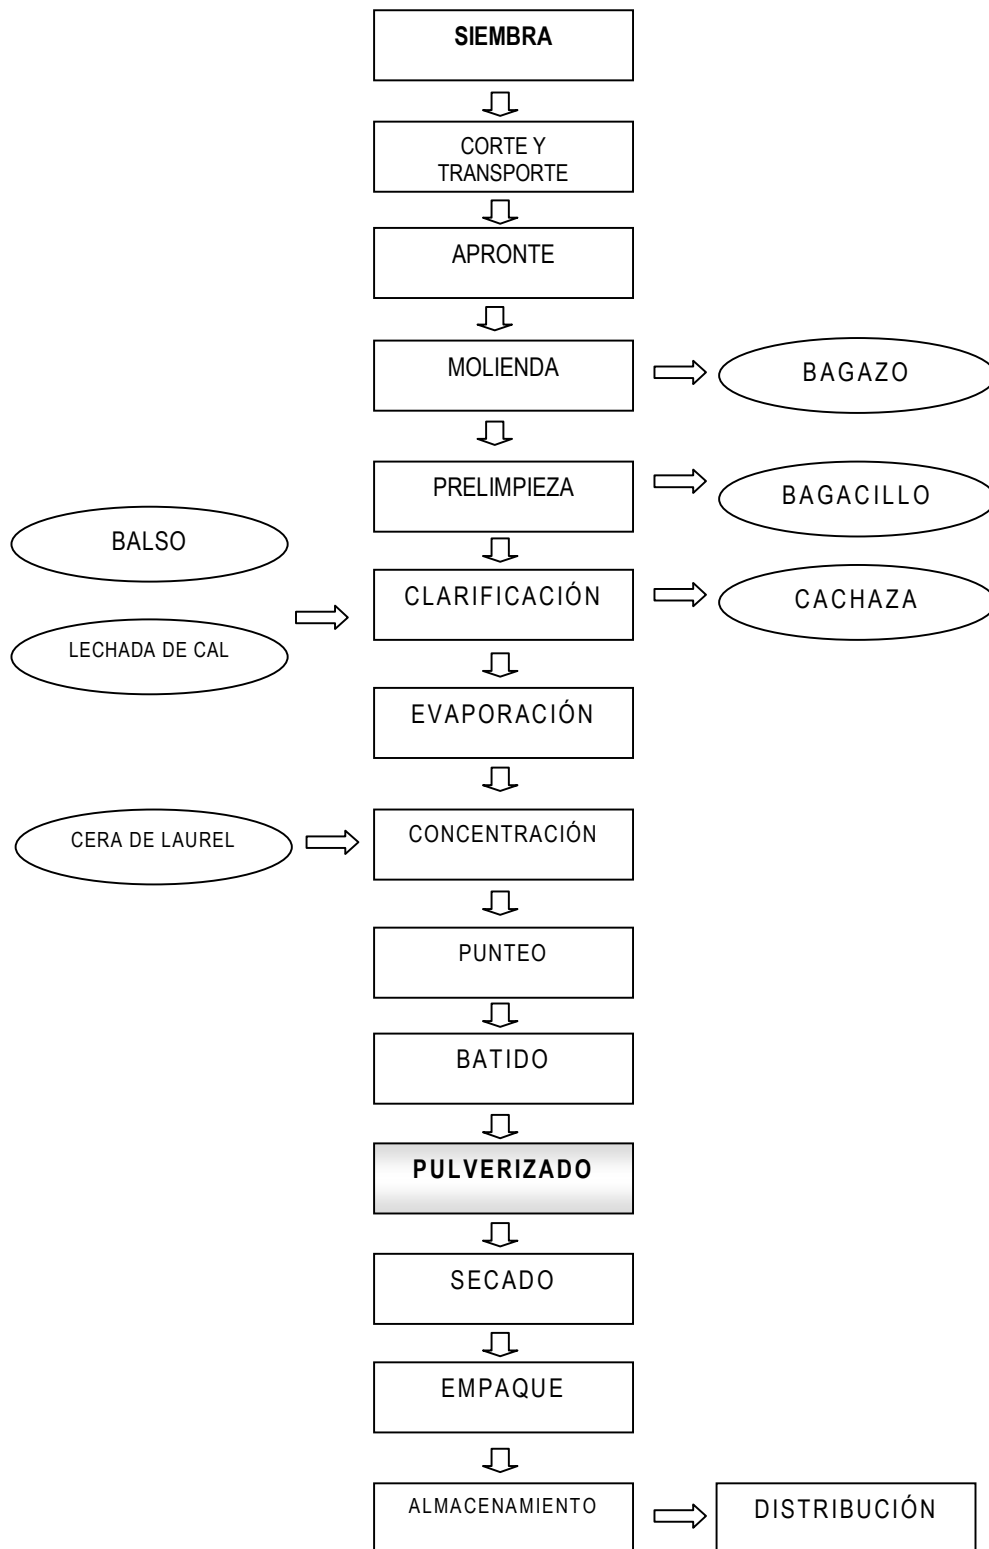 SIEMBRA
CORTE Y
TRANSPORTE
APRONTE
MOLIENDA
BAGAZO
PRELIMPIEZA
BAGACILLO
BALSO
LECHADA DE CAL
CLARIFICACIÓN
CACHAZA
EVAPORACIÓN
CERA DE LAUREL
CONCENTRACIÓN
PUNTEO
BATIDO
PULVERIZADO
SECADO
EMPAQUE
ALMACENAMIENTO
DISTRIBUCIÓN